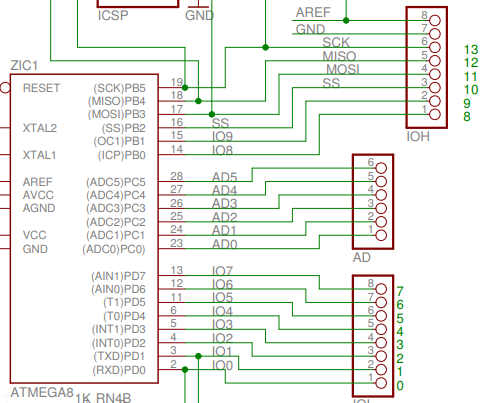 ICSP
GND
AREF 8
GND 7
SCK 6 13
MISO 5 12
MOSI 4 11
SS 3 10
2 9
1 8
IOH
ZIC1
RESET (SCK)PB5 19
(MISO)PB4 18
(MOSI)PB3 17
XTAL2 (SS)PB2 16 SS
(OC1)PB1 15 IO9
XTAL1 (ICP)PB0 14 IO8
AREF (ADC5)PC5 28 AD5 6
AVCC (ADC4)PC4 27 AD4 5
AGND (ADC3)PC3 26 AD3 4
(ADC2)PC2 25 AD2 3
VCC (ADC1)PC1 24 AD1 2
GND (ADC0)PC0 23 AD0 1
AD
(AIN1)PD7 13 IO7 8 7
(AIN0)PD6 12 IO6 7 6
(T1)PD5 11 IO5 6 5
(T0)PD4 6 IO4 5 4
(INT1)PD3 5 IO3 4 3
(INT0)PD2 4 IO2 3 2
(TXD)PD1 3 IO1 2 1
(RXD)PD0 2 IO0 1 0
ATMEGA8
1K RN4B